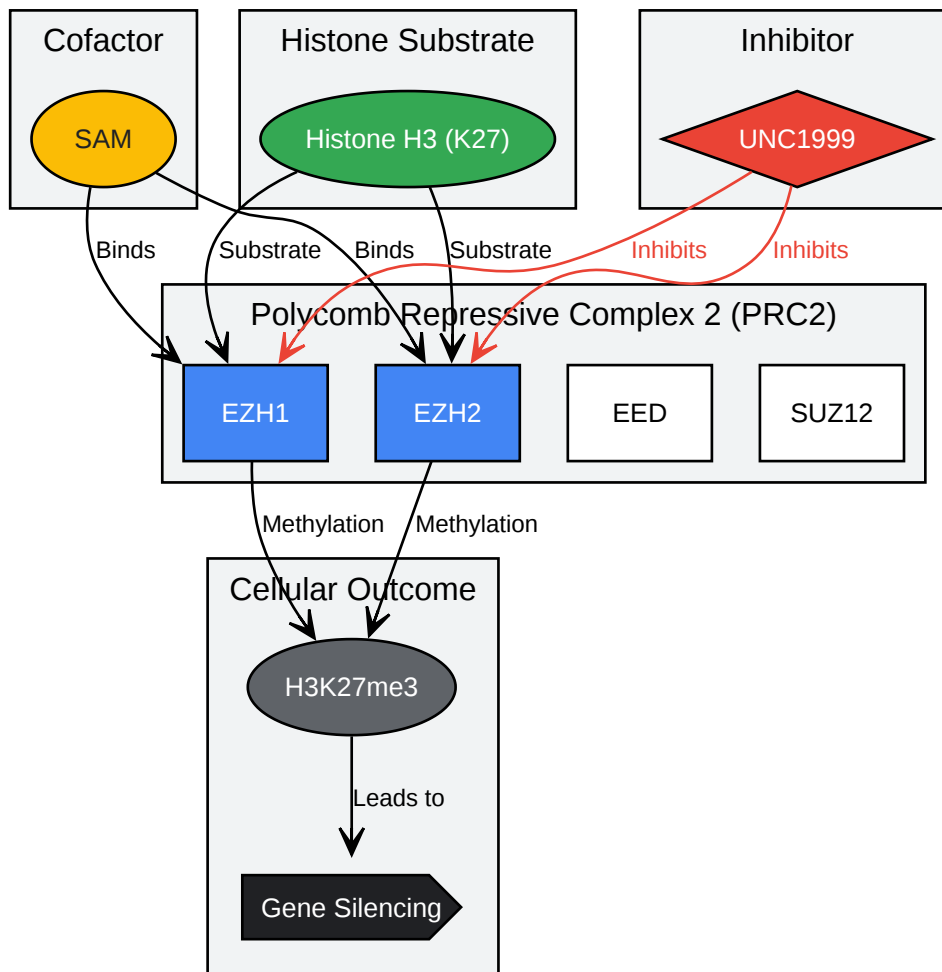 Cofactor
Histone Substrate
Inhibitor
SAM
Histone H3 (K27)
UNC1999
Binds
Substrate
Binds
Substrate
Inhibits
Inhibits
Polycomb Repressive Complex 2 (PRC2)
EZH1
EZH2
EED
SUZ12
Methylation
Methylation
Cellular Outcome
H3K27me3
Leads to
Gene Silencing